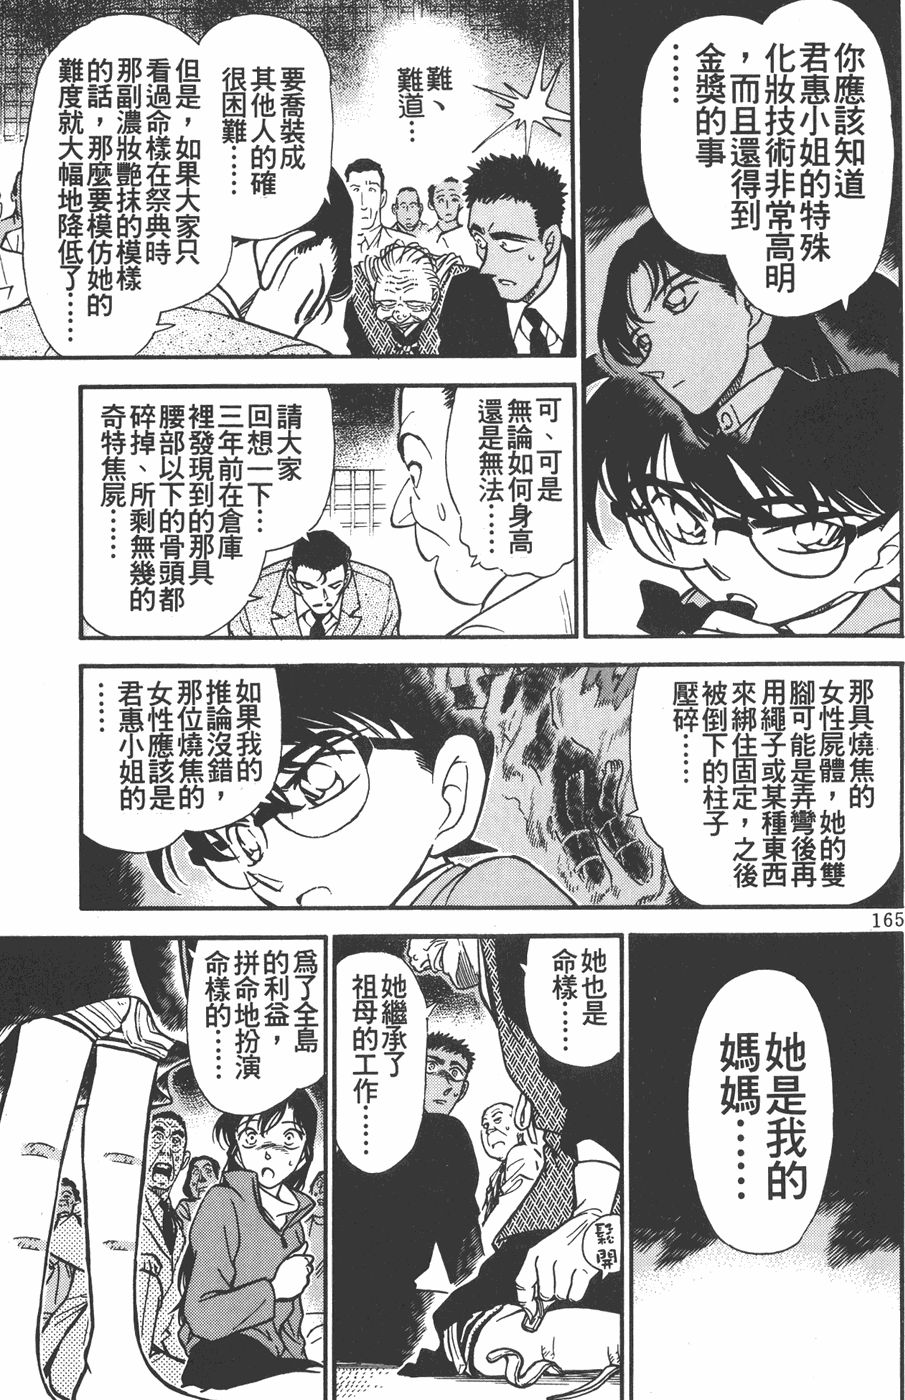 你應該知道
君惠小姐的特殊
化妝技術非常高明
，而且還得到
金獎的事
……
難、
難道…
要喬裝成
其他人的確
很困難……
但是，如果大家只
看過命樣在祭典時
那副濃妝艷抹的模樣
的話，那麼要模仿她的
難度就大幅地降低了……
可、可是
無論如何身高
還是無法……
請大家
回想一下…
三年前在倉庫
裡發現到的那具
腰部以下的骨頭都
碎掉、所剩無幾的
奇特焦屍……
那具燒焦的
女性屍體，她的雙
腳可能是弄彎後再
用繩子或某種東西
來綁住固定，之後
被倒下的柱子
壓碎……
如果我的
推論沒錯，
那位燒焦的
女性應該是
君惠小姐的
……
165
她是我的
媽媽……
她也是
命樣……
鬆開
她繼承了
祖母的工作
……
為了全島
的利益，
拼命地扮演
命樣的……